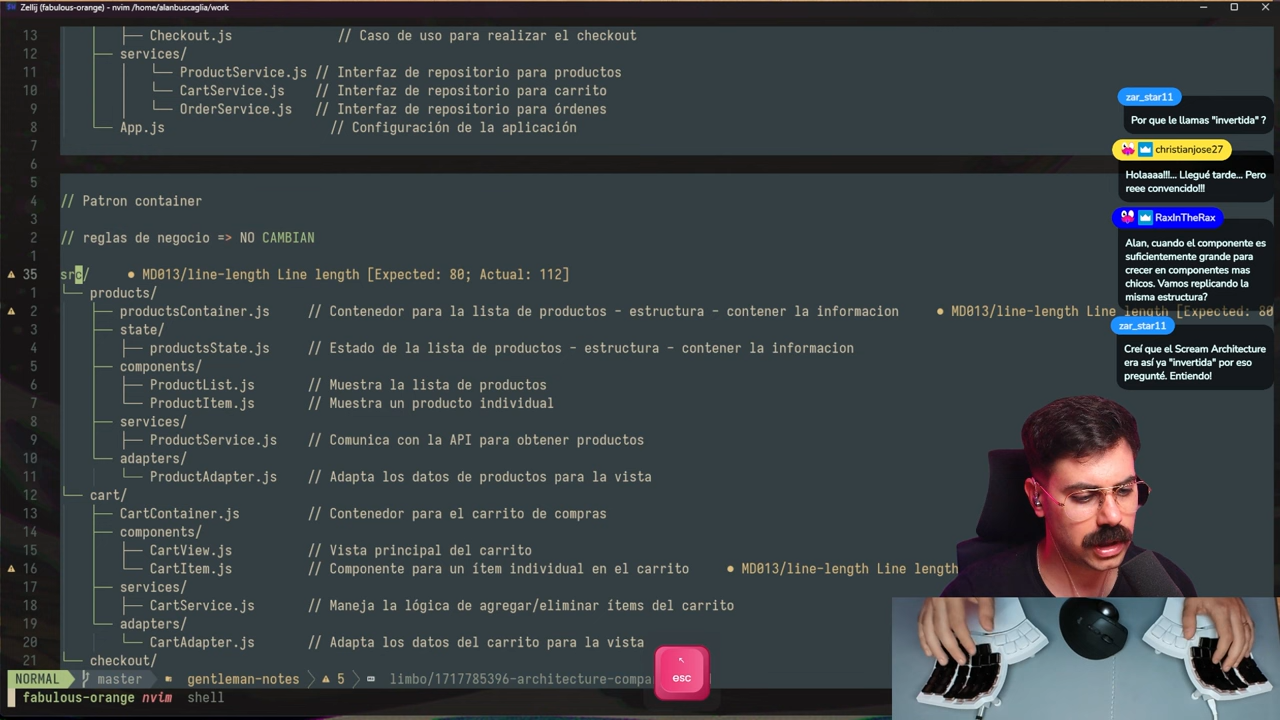 Zellij (fabulous-orange) - nvim /home/alanbuscaglia/work
13 ├── Checkout.js // Caso de uso para realizar el checkout
12 ├── services/
11 │ └── ProductService.js // Interfaz de repositorio para productos
10 │ └── CartService.js // Interfaz de repositorio para carrito
9 │ └── OrderService.js // Interfaz de repositorio para órdenes
8 └── App.js // Configuración de la aplicación
7
6
5
4 // Patron container
3
2 // reglas de negocio => NO CAMBIAN
1
35 src/ ● MD013/line-length Line length [Expected: 80; Actual: 112]
1 └── products/
2 ├── productsContainer.js // Contenedor para la lista de productos - estructura - contener la informacion ● MD013/line-length Line length [Expected: 80
3 ├── state/
4 │ ├── productsState.js // Estado de la lista de productos - estructura - contener la informacion
5 ├── components/
6 │ ├── ProductList.js // Muestra la lista de productos
7 │ ├── ProductItem.js // Muestra un producto individual
8 ├── services/
9 │ ├── ProductService.js // Comunica con la API para obtener productos
10 ├── adapters/
11 │ └── ProductAdapter.js // Adapta los datos de productos para la vista
12 └── cart/
13 ├── CartContainer.js // Contenedor para el carrito de compras
14 ├── components/
15 │ ├── CartView.js // Vista principal del carrito
16 │ └── CartItem.js // Componente para un ítem individual en el carrito ● MD013/line-length Line length
17 ├── services/
18 │ └── CartService.js // Maneja la lógica de agregar/eliminar ítems del carrito
19 ├── adapters/
20 │ └── CartAdapter.js // Adapta los datos del carrito para la vista
21 └── checkout/
NORMAL master gentleman-notes 5 limbo/1717785396-architecture-compa
fabulous-orange nvim shell
esc
zar_star11
Por que le llamas "invertida" ?
christianjose27
Holaaaa!!!... Llegué tarde... Pero
reee convencido!!!
RaxInTheRax
Alan, cuando el componente es
suficientemente grande para
crecer en componentes mas
chicos. Vamos replicando la
misma estructura?
zar_star11
Creí que el Scream Architecture
era así ya "invertida" por eso
pregunté. Entiendo!